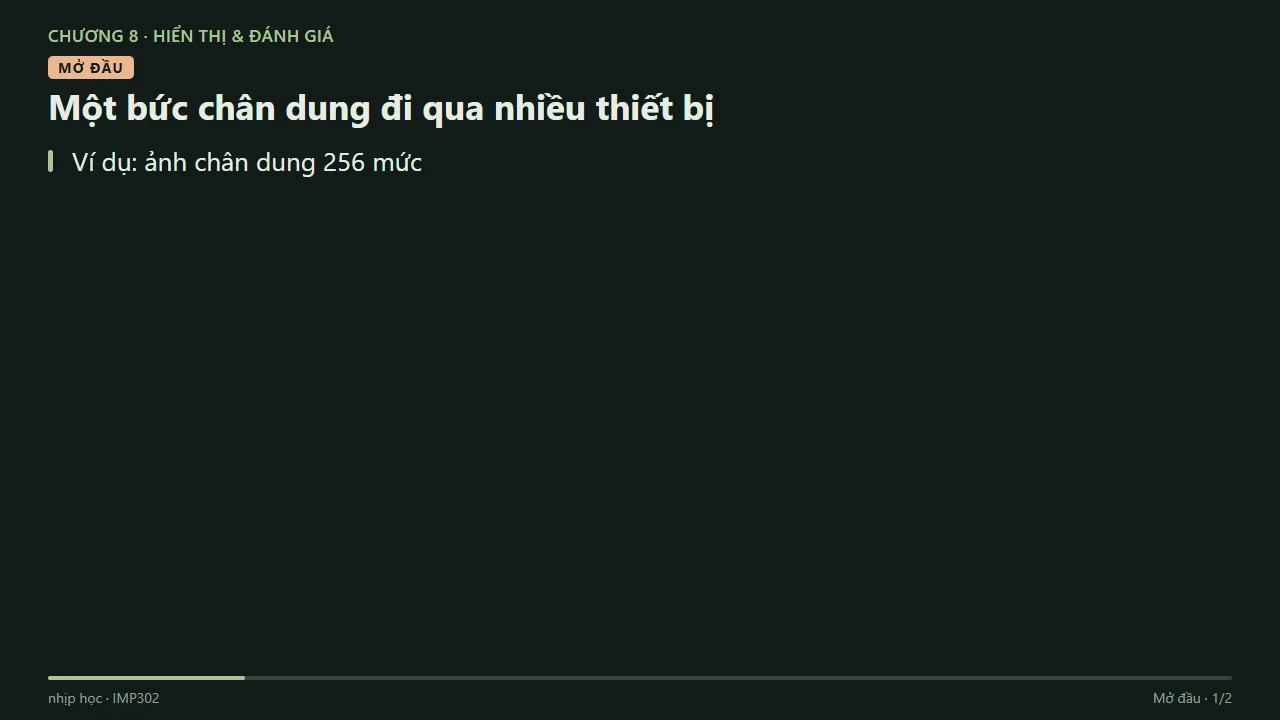 CHƯƠNG 8 · HIỂN THỊ & ĐÁNH GIÁ
MỞ ĐẦU
Một bức chân dung đi qua nhiều thiết bị
Ví dụ: ảnh chân dung 256 mức
nhịp học · IMP302
Mở đầu · 1/2